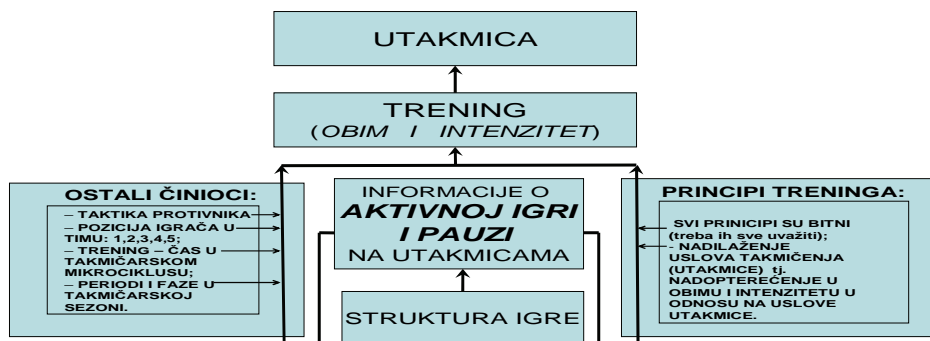 UTAKMICA
TRENING
(OBIM I INTENZITET)
OSTALI ČINIOCI:
– TAKTIKA PROTIVNIKA
– POZICIJA IGRAČA U
TIMU: 1,2,3,4,5;
– TRENING – ČAS U
TAKMIČARSKOM
MIKROCIKLUSU;
– PERIODI I FAZE U
TAKMIČARSKOJ
SEZONI.
INFORMACIJE O
AKTIVNOJ IGRI
I PAUZI
NA UTAKMICAMA
STRUKTURA IGRE
PRINCIPI TRENINGA:
SVI PRINICIPI SU BITNI
(treba ih sve uvažiti);
- NADILAŽENJE
USLOVA TAKMIČENJA
(UTAKMICE) tj.
NADOPTEREĆENJE U
OBIMU I INTENZITETU U
ODNOSU NA USLOVE
UTAKMICE.